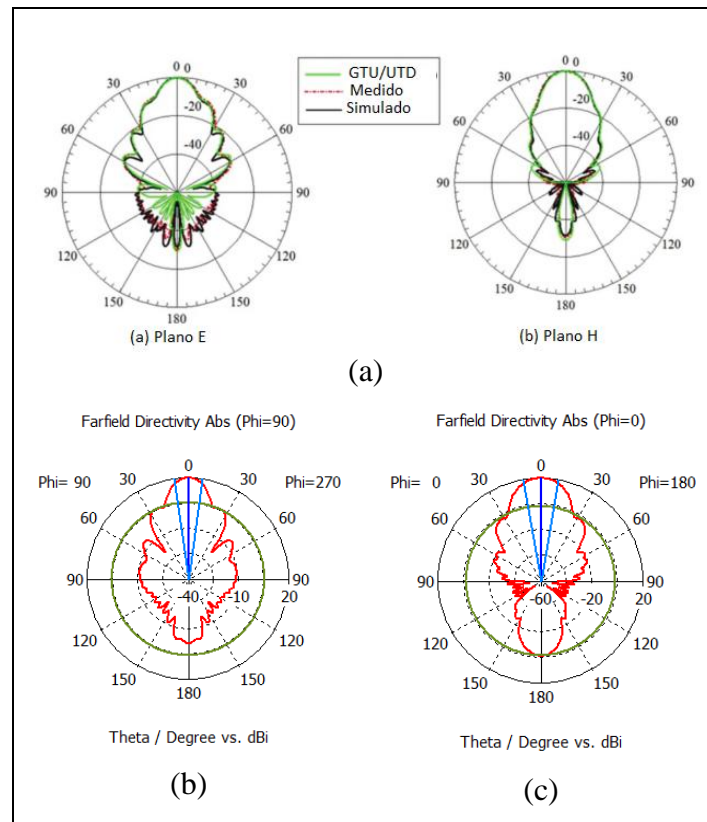 0 0
30 30
-20
60 60
-40
90 90
120 120
150 150
180
(a) Plano E
GTU/UTD
Medido
Simulado
0 0
30 30
-20
60 60
-40
90 90
120 120
150 150
180
(b) Plano H
(a)
Farfield Directivity Abs (Phi=90)
0
Phi= 90 30 30 Phi=270
60 60
90 -40 -10 20 90
120 120
150 150
180
Theta / Degree vs. dBi
(b)
Farfield Directivity Abs (Phi=0)
0
Phi= 0 30 30 Phi=180
60 60
90 -60 -20 20 90
120 120
150 150
180
Theta / Degree vs. dBi
(c)